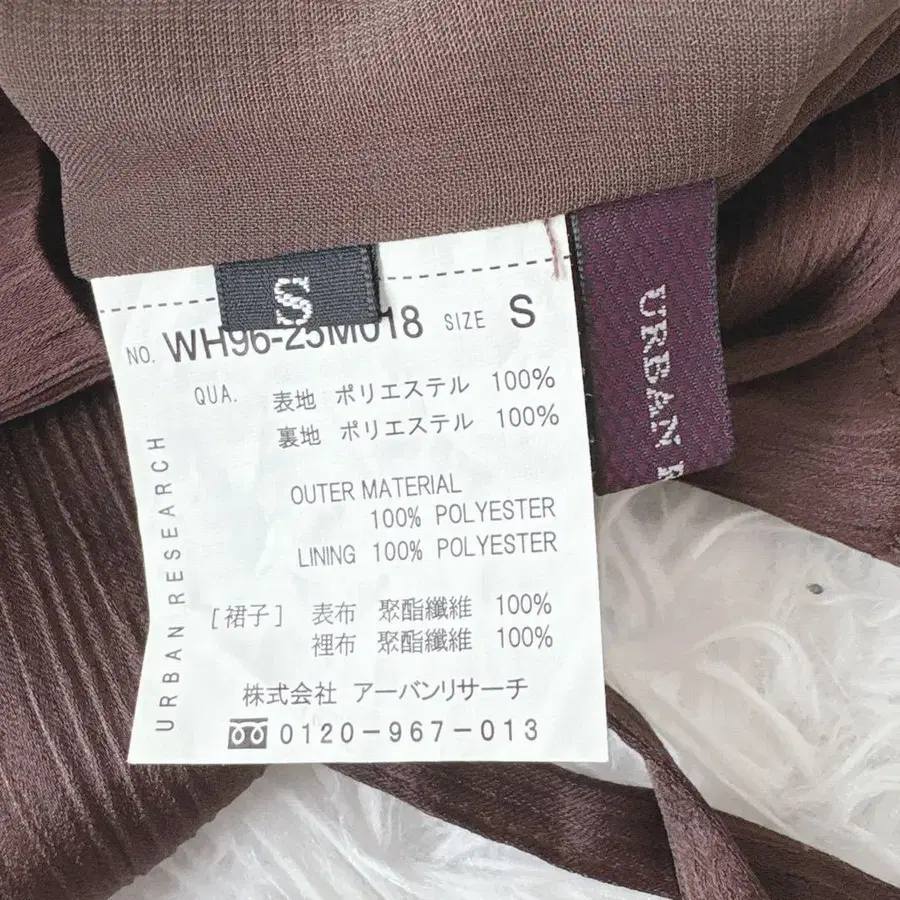 S
NO. WH96-25M018 SIZE S
QUA. 表地 ポリエステル 100%
裏地 ポリエステル 100%
OUTER MATERIAL
100% POLYESTER
LINING 100% POLYESTER
[裙子] 表布 聚酯纖維 100%
裡布 聚酯纖維 100%
株式会社 アーバンリサーチ
0120-967-013
URBAN RESEARCH
URBAN